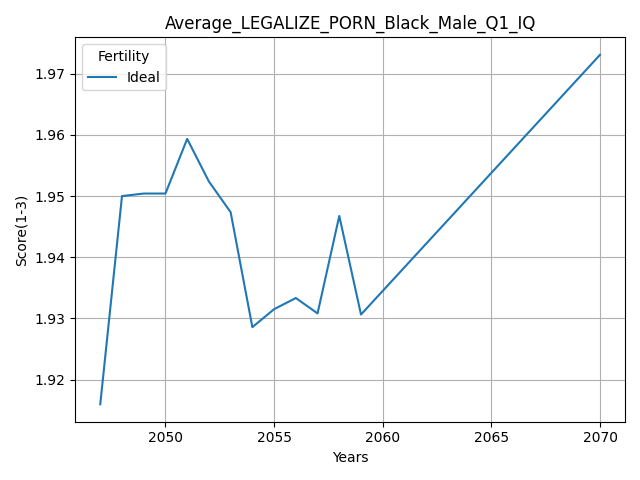 Average_LEGALIZE_PORN_Black_Male_Q1_IQ
Fertility
Ideal
Score(1-3)
1.97
1.96
1.95
1.94
1.93
1.92
2050 2055 2060 2065 2070
Years